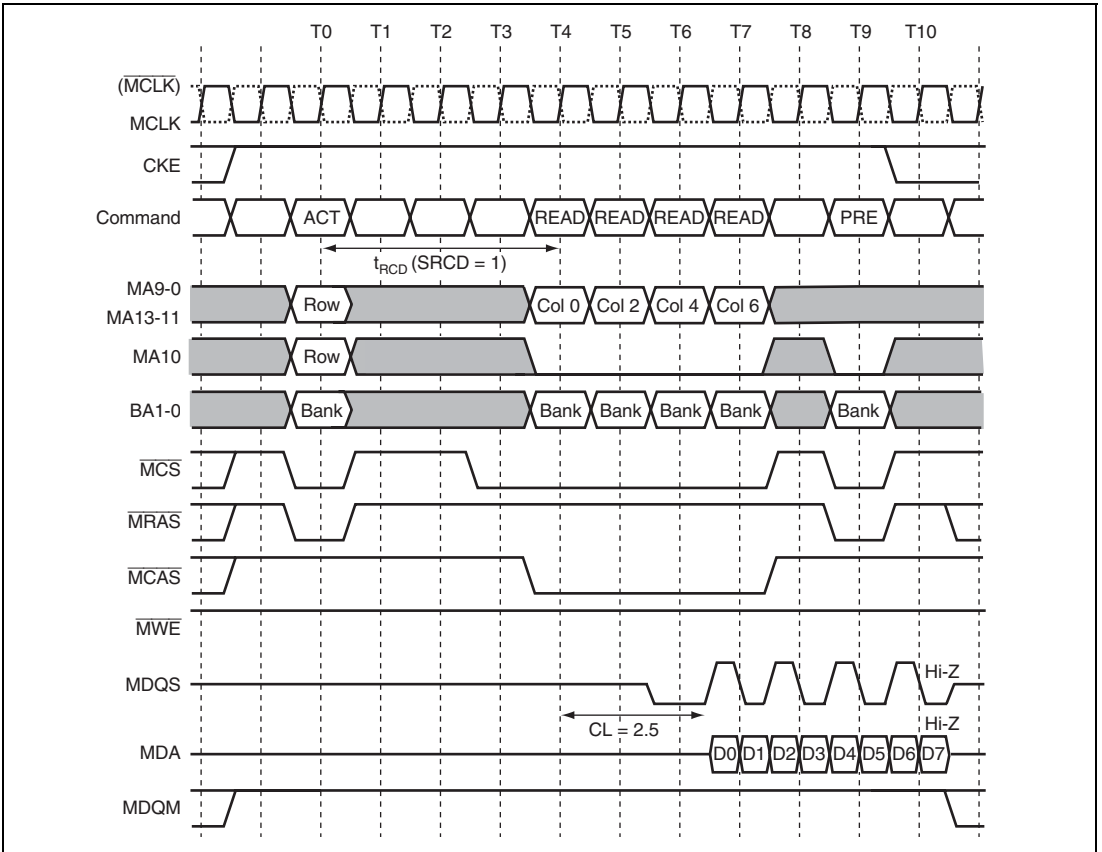 T0 T1 T2 T3 T4 T5 T6 T7 T8 T9 T10
(MCLK)
MCLK
CKE
Command ACT READ READ READ READ PRE
tRCD (SRCD = 1)
MA9-0
MA13-11
Row Col 0 Col 2 Col 4 Col 6
MA10 Row
BA1-0 Bank Bank Bank Bank Bank Bank
MCS
MRAS
MCAS
MWE
MDQS Hi-Z
CL = 2.5
Hi-Z
MDA D0 D1 D2 D3 D4 D5 D6 D7
MDQM